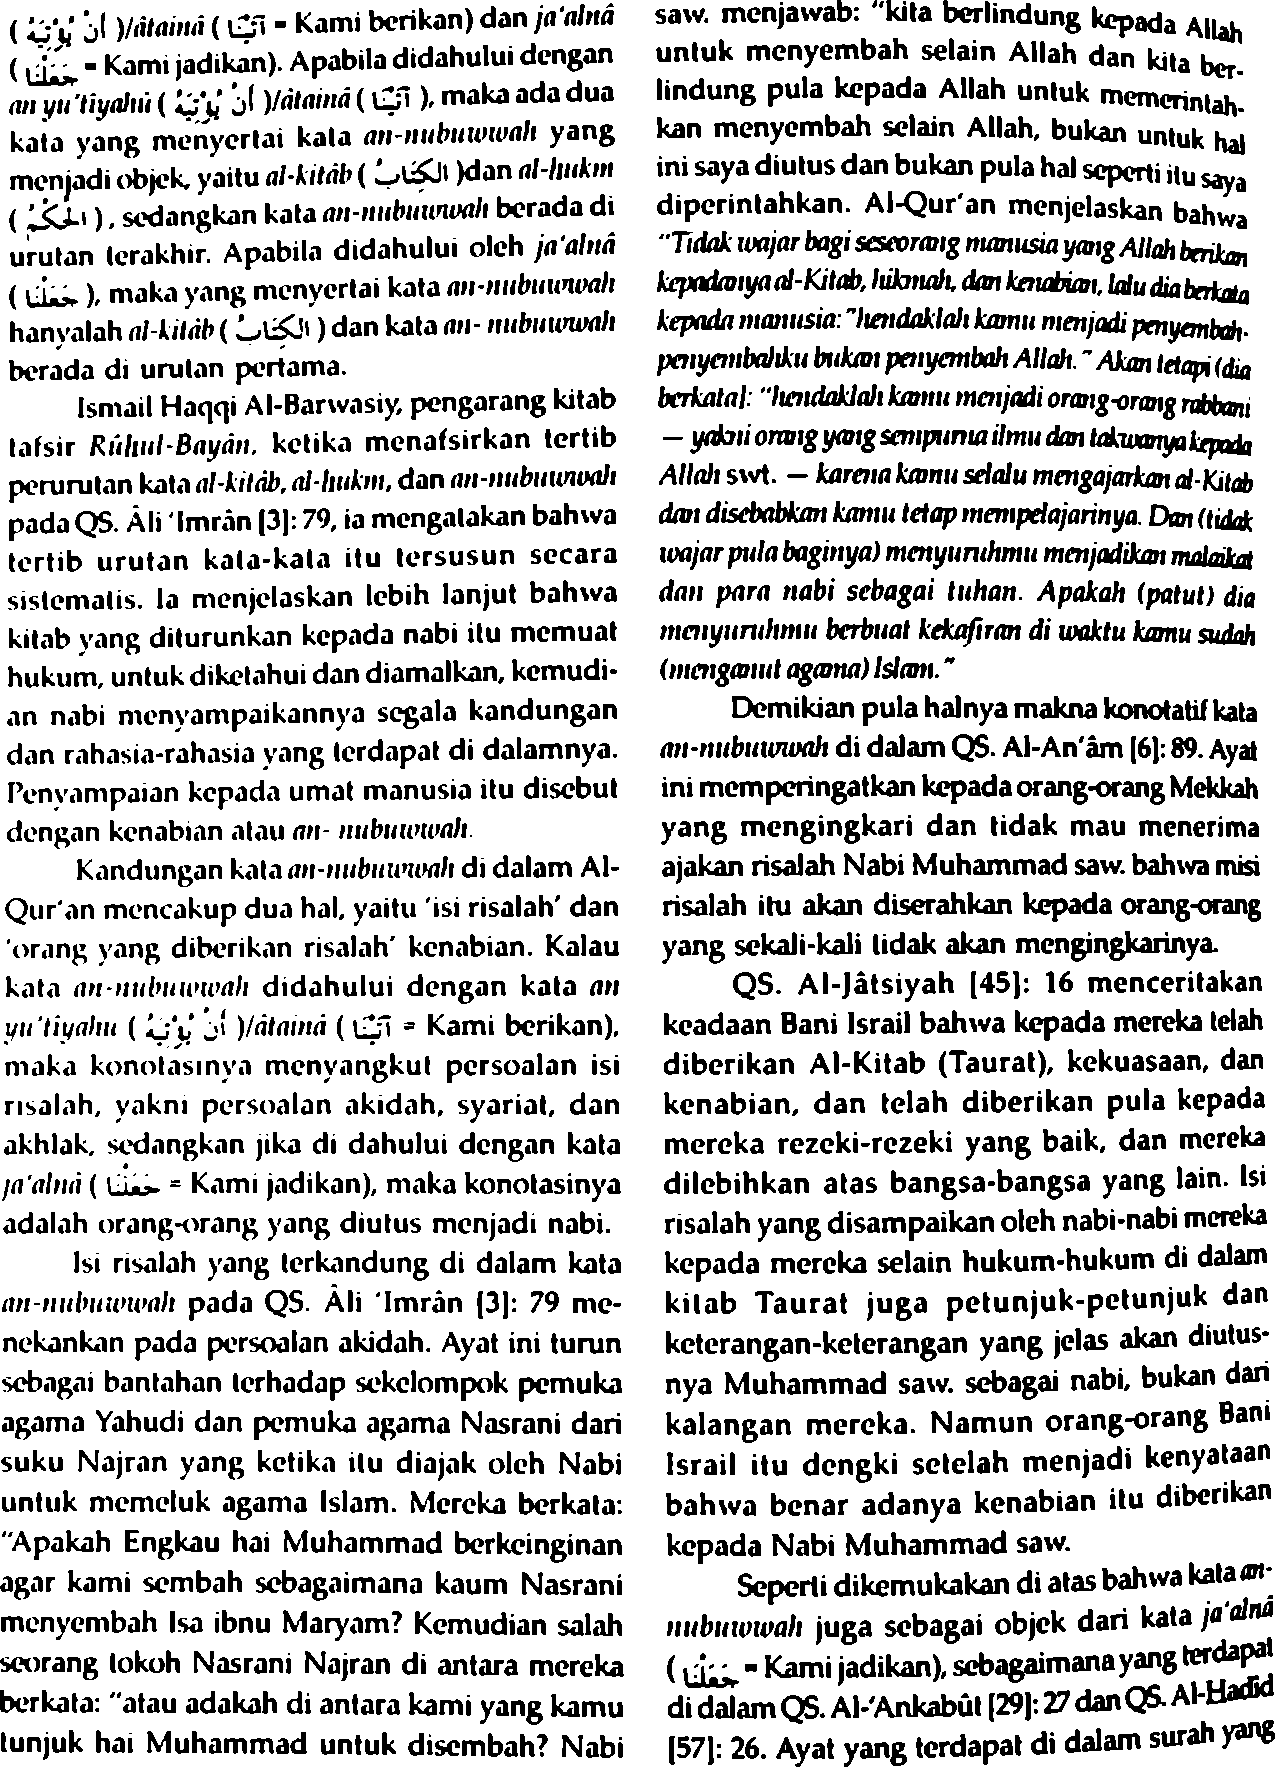 ( أَنْ يُؤْتِيَهُ )/âtainâ ( آتَيْنَا = Kami berikan) dan ja'alnâ
( جَعَلْنَا = Kami jadikan). Apabila didahului dengan
an yu'tiyahû ( أَنْ يُؤْتِيَهُ )/âtainâ ( آتَيْنَا ), maka ada dua
kata yang menyertai kata an-nubuwwah yang
menjadi objek, yaitu al-kitâb ( الْكِتَابُ )dan al-hukm
( الْحُكْمُ ), sedangkan kata an-nubuwwah berada di
urutan terakhir. Apabila didahului oleh ja'alnâ
( جَعَلْنَا ), maka yang menyertai kata an-nubuwwah
hanyalah al-kitâb ( الْكِتَابُ ) dan kata an- nubuwwah
berada di urutan pertama.
Ismail Haqqi Al-Barwasiy, pengarang kitab
tafsir Rûhul-Bayân, ketika menafsirkan tertib
perurutan kata al-kitâb, al-hukm, dan an-nubuwwah
pada QS. Âli 'Imrân [3]: 79, ia mengatakan bahwa
tertib urutan kata-kata itu tersusun secara
sistematis. Ia menjelaskan lebih lanjut bahwa
kitab yang diturunkan kepada nabi itu memuat
hukum, untuk diketahui dan diamalkan, kemudi-
an nabi menyampaikannya segala kandungan
dan rahasia-rahasia yang terdapat di dalamnya.
Penyampaian kepada umat manusia itu disebut
dengan kenabian atau an- nubuwwah.
Kandungan kata an-nubuwwah di dalam Al-
Qur'an mencakup dua hal, yaitu 'isi risalah' dan
'orang yang diberikan risalah' kenabian. Kalau
kata an-nubuwwah didahului dengan kata an
yu'tiyahu ( أَنْ يُؤْتِيَهُ )/âtainâ ( آتَيْنَا = Kami berikan),
maka konotasinya menyangkut persoalan isi
risalah, yakni persoalan akidah, syariat, dan
akhlak, sedangkan jika di dahului dengan kata
ja'alnâ ( جَعَلْنَا = Kami jadikan), maka konotasinya
adalah orang-orang yang diutus menjadi nabi.
Isi risalah yang terkandung di dalam kata
an-nubuwwah pada QS. Âli 'Imrân [3]: 79 me-
nekankan pada persoalan akidah. Ayat ini turun
sebagai bantahan terhadap sekelompok pemuka
agama Yahudi dan pemuka agama Nasrani dari
suku Najran yang ketika itu diajak oleh Nabi
untuk memeluk agama Islam. Mereka berkata:
"Apakah Engkau hai Muhammad berkeinginan
agar kami sembah sebagaimana kaum Nasrani
menyembah Isa ibnu Maryam? Kemudian salah
seorang tokoh Nasrani Najran di antara mereka
berkata: "atau adakah di antara kami yang kamu
tunjuk hai Muhammad untuk disembah? Nabi
saw. menjawab: "kita berlindung kepada Allah
untuk menyembah selain Allah dan kita ber-
lindung pula kepada Allah untuk memerintah-
kan menyembah selain Allah, bukan untuk hal
ini saya diutus dan bukan pula hal seperti itu saya
diperintahkan. Al-Qur'an menjelaskan bahwa
"Tidak wajar bagi seseorang manusia yang Allah berikan
kepadanya al-Kitab, hikmah, dan kenabian, lalu dia berkata
kepada manusia: "hendaklah kamu menjadi penyembah-
penyembahku bukan penyembah Allah." Akan tetapi (dia
berkata]: "hendaklah kamu menjadi orang-orang rabbani
— yakni orang yang sempurna ilmu dan takwanya kepada
Allah swt. — karena kamu selalu mengajarkan al-Kitab
dan disebabkan kamu tetap mempelajarinya. Dan (tidak
wajar pula baginya) menyuruhmu menjadikan malaikat
dan para nabi sebagai tuhan. Apakah (patut) dia
menyuruhmu berbuat kekafiran di waktu kamu sudah
(menganut agama) Islam."
Demikian pula halnya makna konotatif kata
an-nubuwwah di dalam QS. Al-An'âm [6]: 89. Ayat
ini memperingatkan kepada orang-orang Mekkah
yang mengingkari dan tidak mau menerima
ajakan risalah Nabi Muhammad saw. bahwa misi
risalah itu akan diserahkan kepada orang-orang
yang sekali-kali tidak akan mengingkarinya.
QS. Al-Jâtsiyah [45]: 16 menceritakan
keadaan Bani Israil bahwa kepada mereka telah
diberikan Al-Kitab (Taurat), kekuasaan, dan
kenabian, dan telah diberikan pula kepada
mereka rezeki-rezeki yang baik, dan mereka
dilebihkan atas bangsa-bangsa yang lain. Isi
risalah yang disampaikan oleh nabi-nabi mereka
kepada mereka selain hukum-hukum di dalam
kitab Taurat juga petunjuk-petunjuk dan
keterangan-keterangan yang jelas akan diutus-
nya Muhammad saw. sebagai nabi, bukan dari
kalangan mereka. Namun orang-orang Bani
Israil itu dengki setelah menjadi kenyataan
bahwa benar adanya kenabian itu diberikan
kepada Nabi Muhammad saw.
Seperti dikemukakan di atas bahwa kata an-
nubuwwah juga sebagai objek dari kata ja'alnâ
( جَعَلْنَا = Kami jadikan), sebagaimana yang terdapat
di dalam QS. Al-'Ankabût [29]: 27 dan QS. Al-Hadîd
[57]: 26. Ayat yang terdapat di dalam surah yang